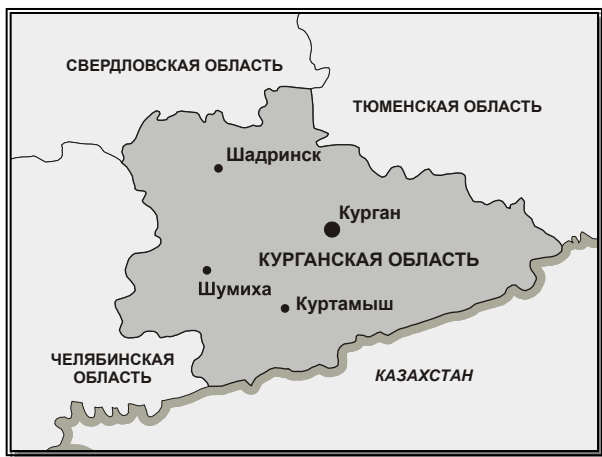 СВЕРДЛОВСКАЯ ОБЛАСТЬ
ТЮМЕНСКАЯ ОБЛАСТЬ
Шадринск
Курган
КУРГАНСКАЯ ОБЛАСТЬ
Шумиха
Куртамыш
ЧЕЛЯБИНСКАЯ
ОБЛАСТЬ
КАЗАХСТАН